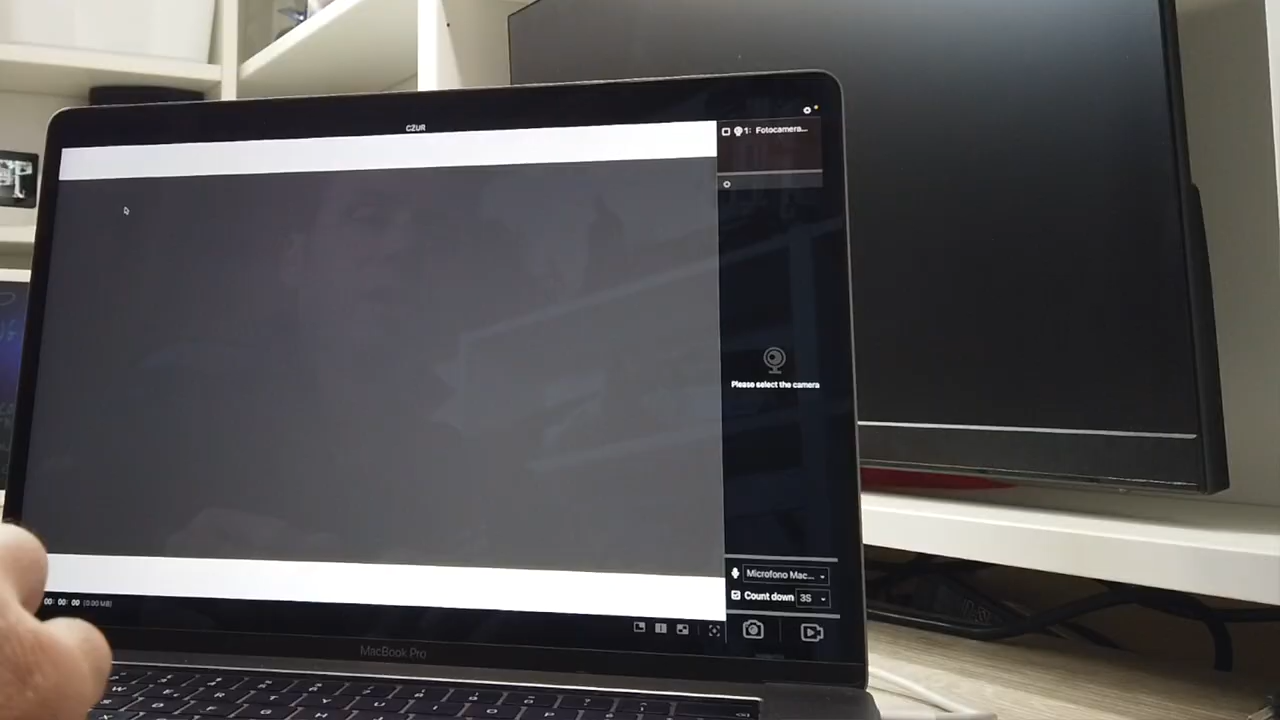 CZUR
1: Fotocamera...
Please select the camera
Microfono Mac...
Count down 3S
00: 00: 00 (0.00 MB)
MacBook Pro